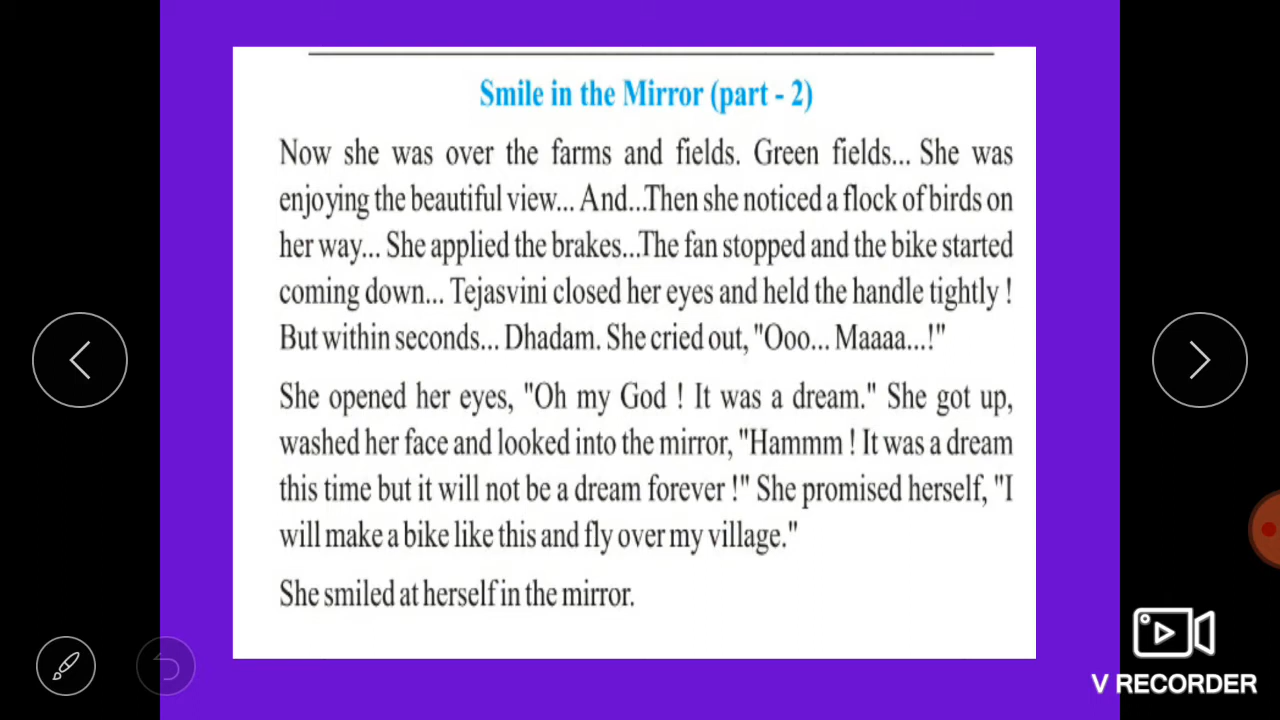 Smile in the Mirror (part - 2)
Now she was over the farms and fields. Green fields... She was
enjoying the beautiful view... And...Then she noticed a flock of birds on
her way... She applied the brakes...The fan stopped and the bike started
coming down... Tejasvini closed her eyes and held the handle tightly !
But within seconds... Dhadam. She cried out, "Ooo... Maaaa...!"
She opened her eyes, "Oh my God ! It was a dream." She got up,
washed her face and looked into the mirror, "Hammm ! It was a dream
this time but it will not be a dream forever !" She promised herself, "I
will make a bike like this and fly over my village."
She smiled at herself in the mirror.
V RECORDER